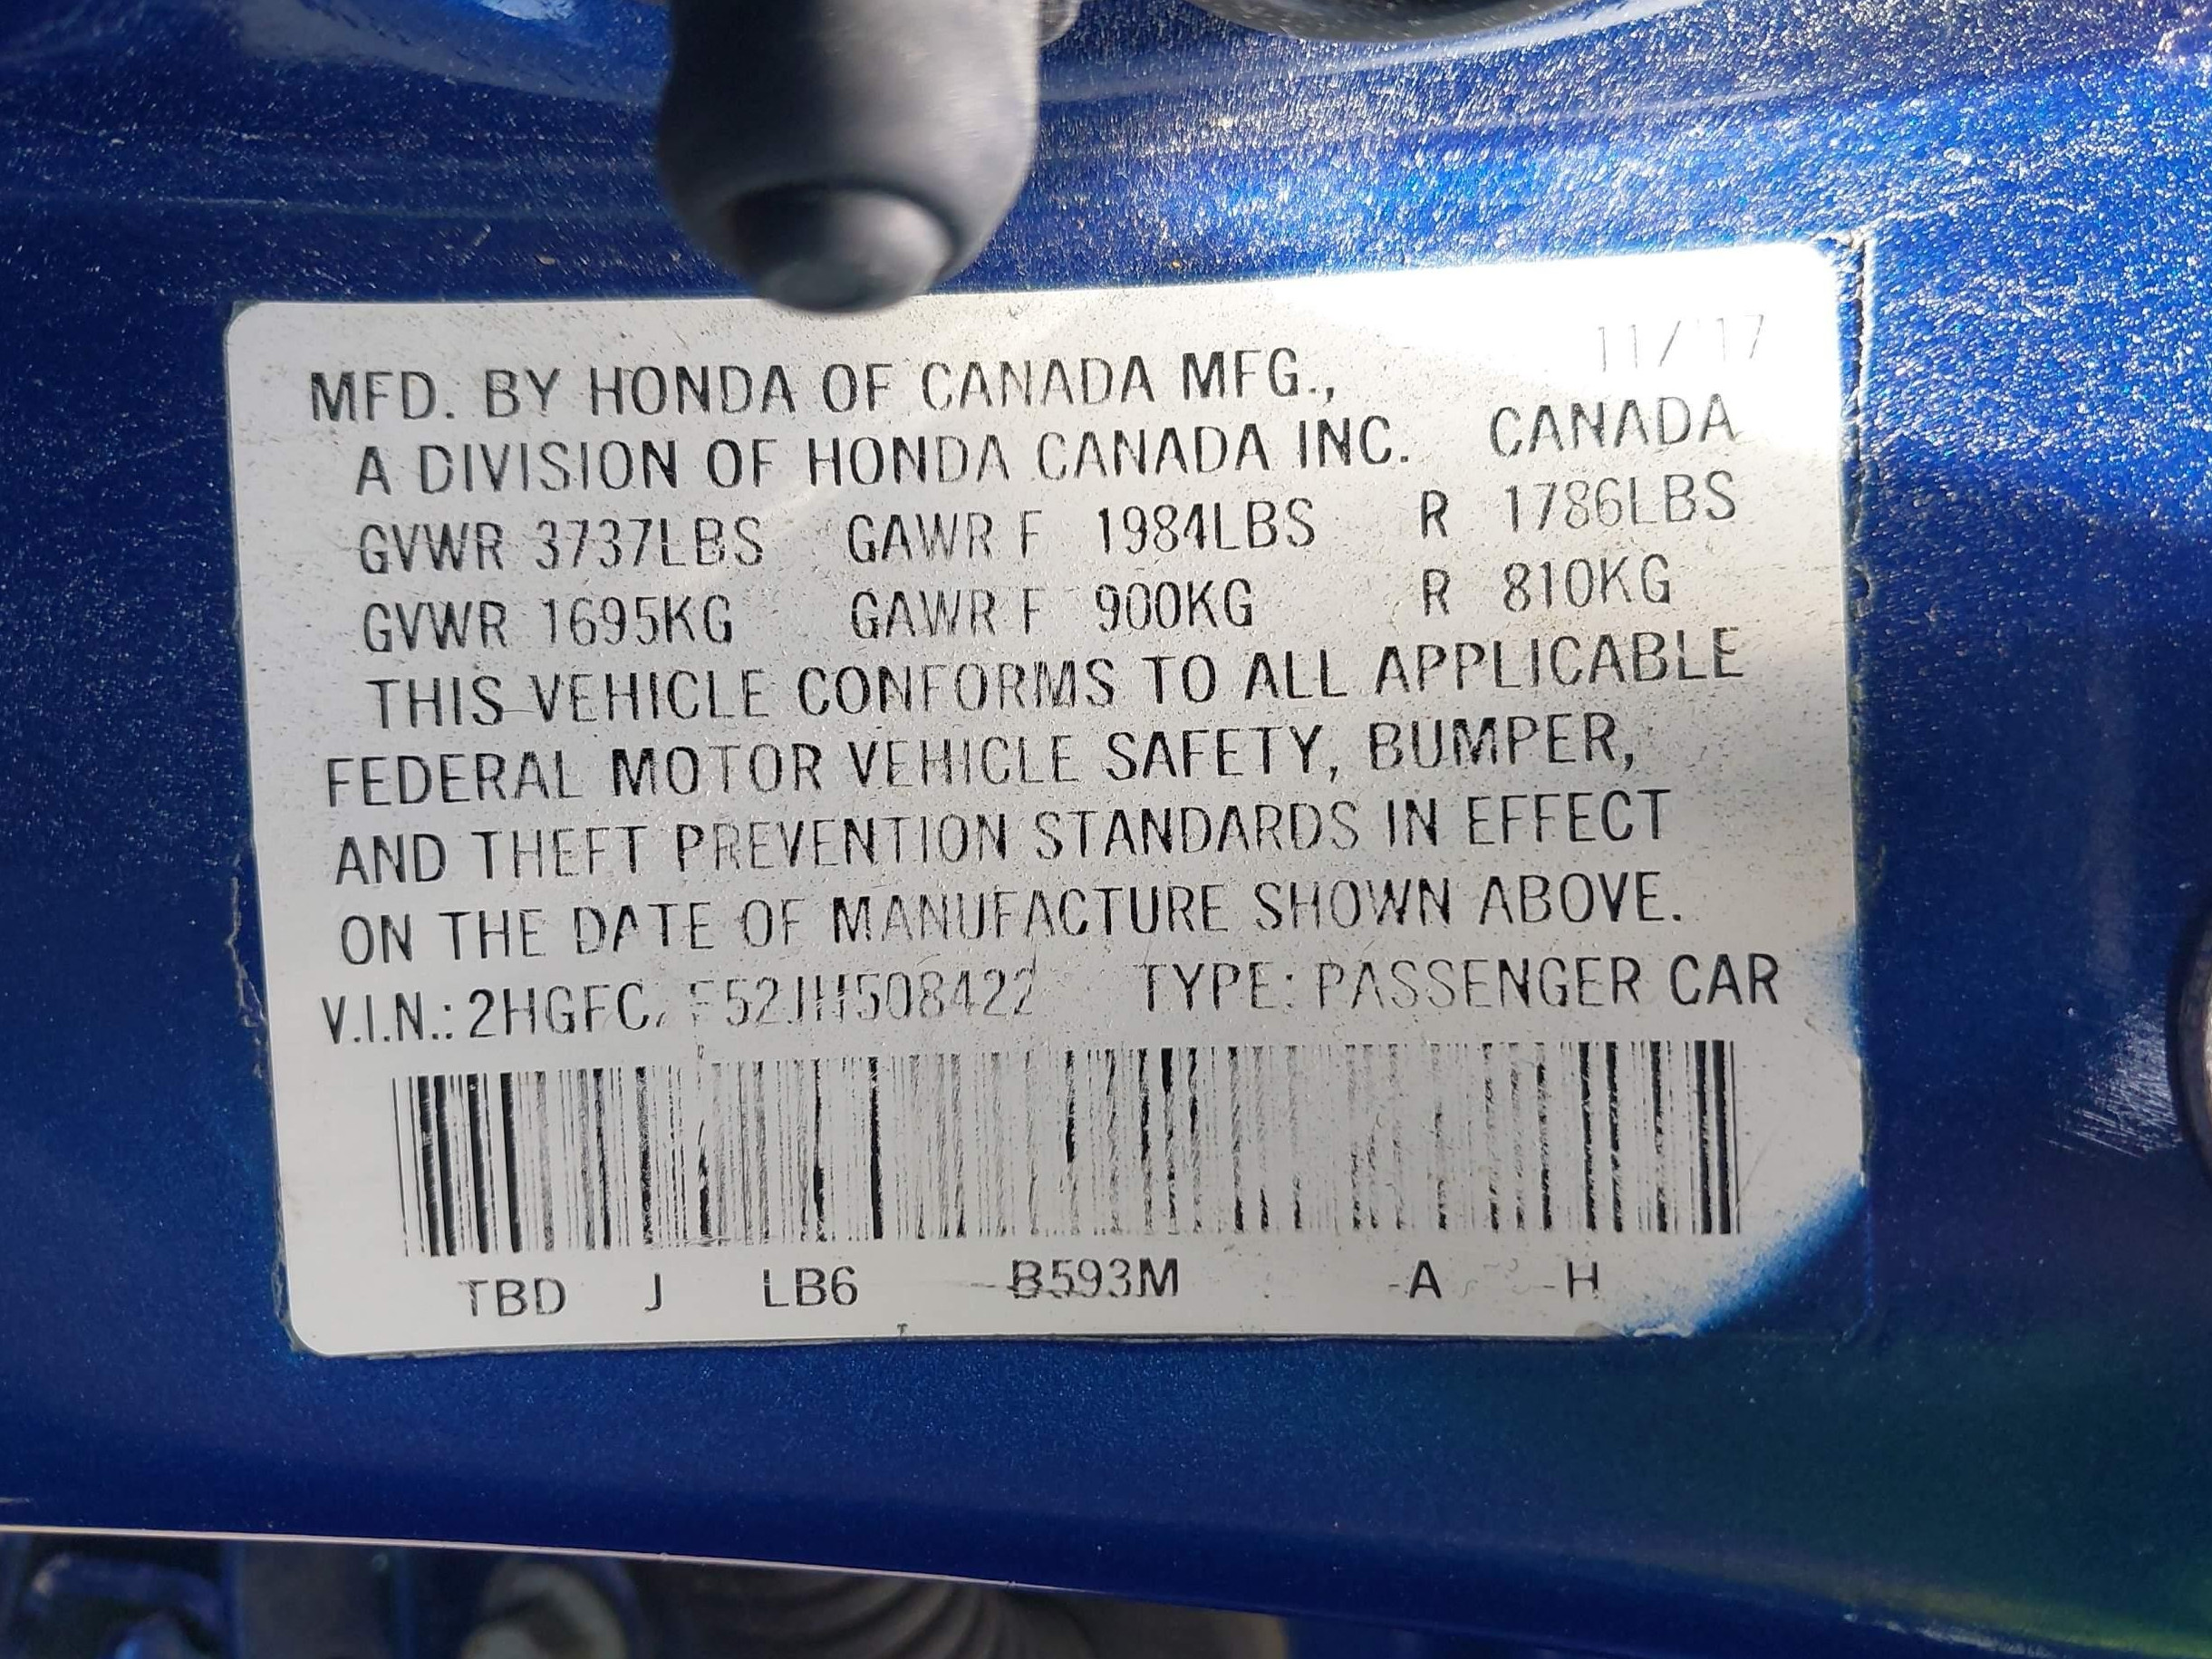 11/'17
MFD. BY HONDA OF CANADA MFG.,
A DIVISION OF HONDA CANADA INC. CANADA
GVWR 3737LBS GAWR F 1984LBS R 1786LBS
GVWR 1695KG GAWR F 900KG R 810KG
THIS VEHICLE CONFORMS TO ALL APPLICABLE
FEDERAL MOTOR VEHICLE SAFETY, BUMPER,
AND THEFT PREVENTION STANDARDS IN EFFECT
ON THE DATE OF MANUFACTURE SHOWN ABOVE.
V.I.N.: TYPE: PASSENGER CAR
TBD J LB6 B593M A H